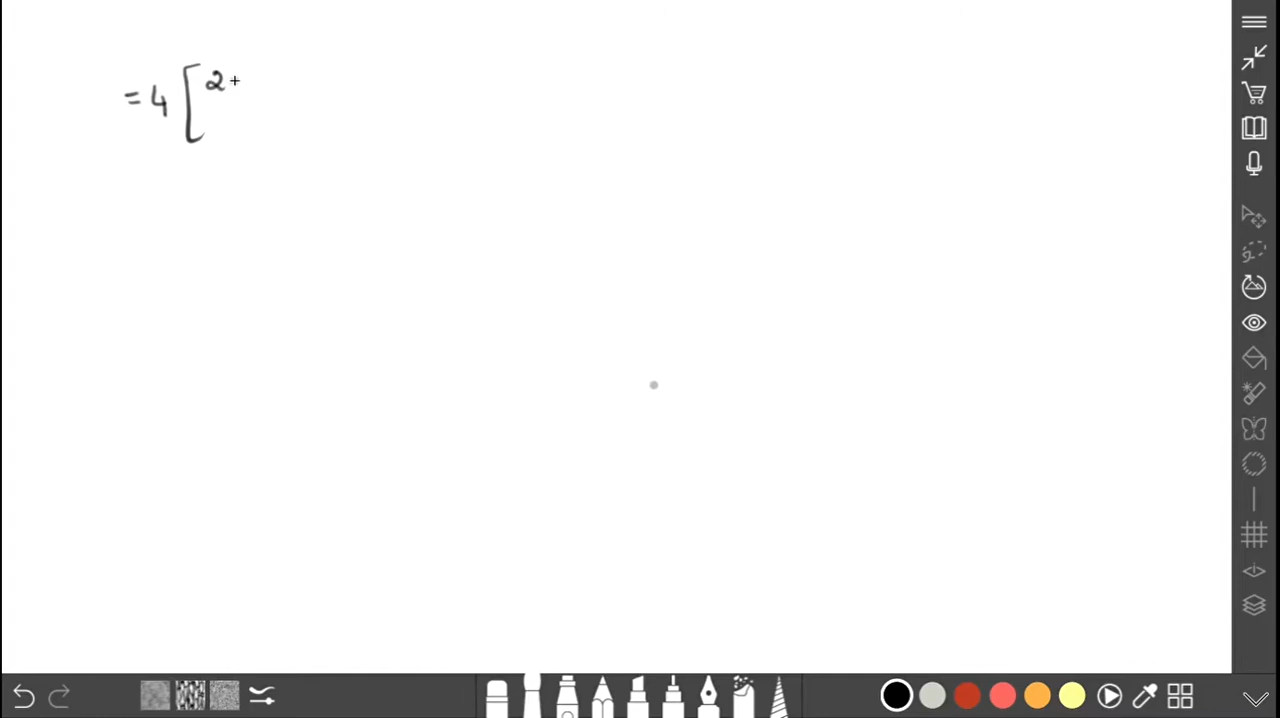 = 4 [ 2 +